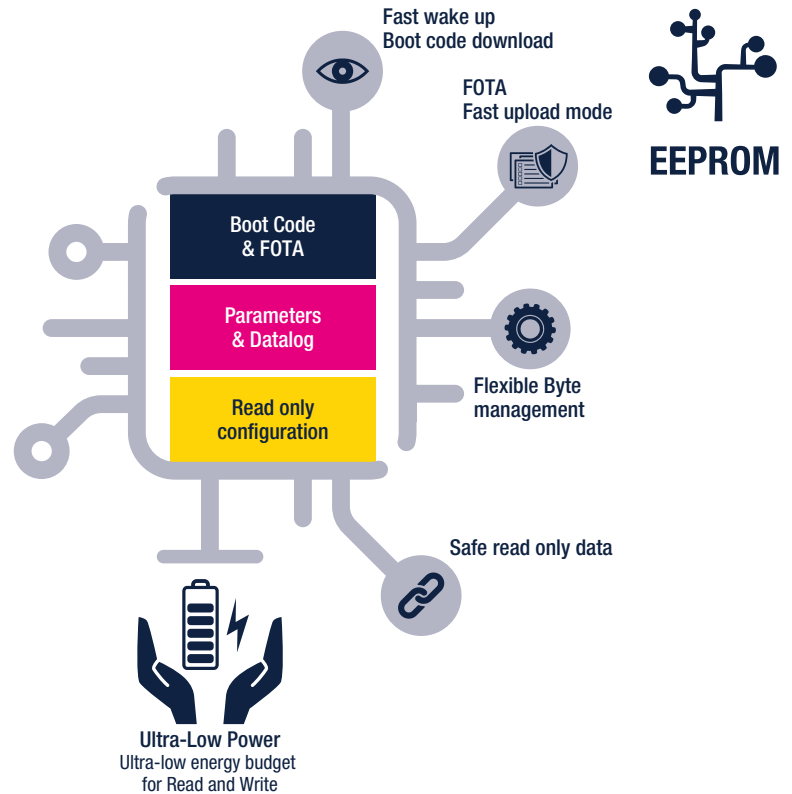 Fast wake up
Boot code download
FOTA
Fast upload mode
EEPROM
Boot Code
& FOTA
Parameters
& Datalog
Read only
configuration
Flexible Byte
management
Safe read only data
Ultra-Low Power
Ultra-low energy budget
for Read and Write